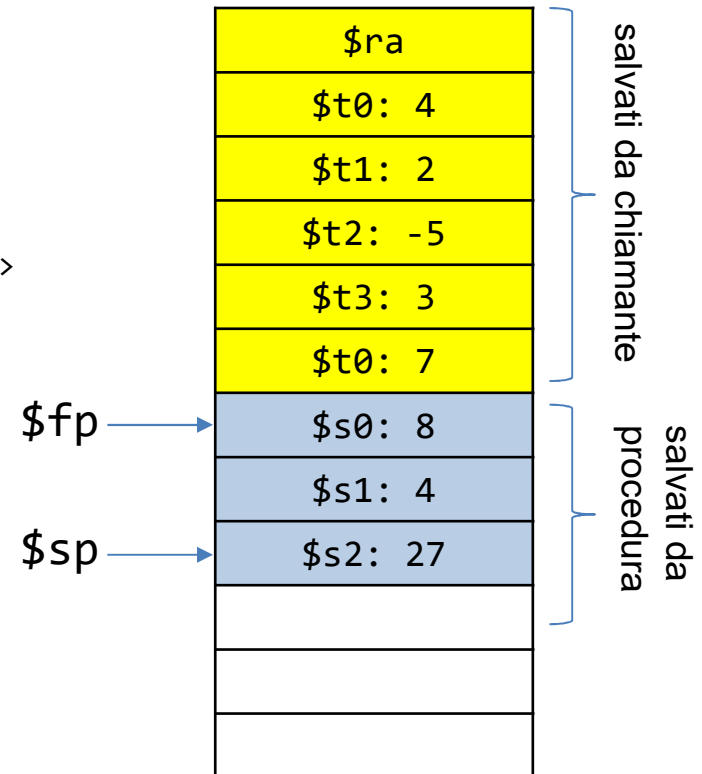 $ra
$t0: 4
$t1: 2
$t2: -5
>
$t3: 3
$t0: 7
salvati da chiamante
$fp
$s0: 8
$s1: 4
$sp
$s2: 27
salvati da
procedura